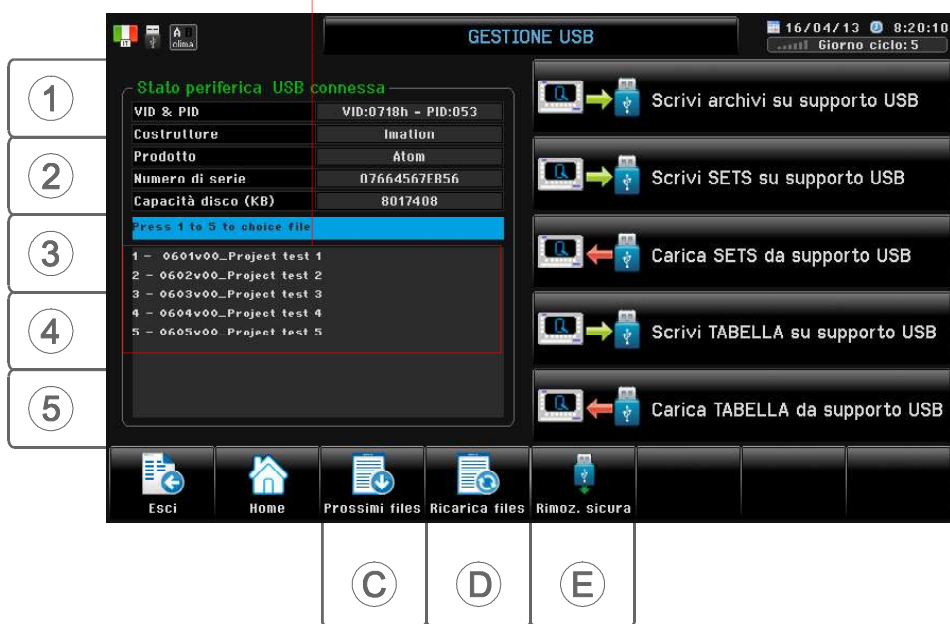 IT
A B
clima
GESTIONE USB
16/04/13 8:20:10
Giorno ciclo: 5
Stato periferica USB connessa
VID & PID VID:0718h - PID:053
Costruttore Imation
Prodotto Atom
Numero di serie 07664567EB56
Capacità disco (KB) 8017408
Press 1 to 5 to choice file
1 - 0601v00_Project test 1
2 - 0602v00_Project test 2
3 - 0603v00_Project test 3
4 - 0604v00_Project test 4
5 - 0605v00_Project test 5
Scrivi archivi su supporto USB
Scrivi SETS su supporto USB
Carica SETS da supporto USB
Scrivi TABELLA su supporto USB
Carica TABELLA da supporto USB
1
2
3
4
5
Esci
Home
Prossimi files
Ricarica files
Rimoz. sicura
C
D
E